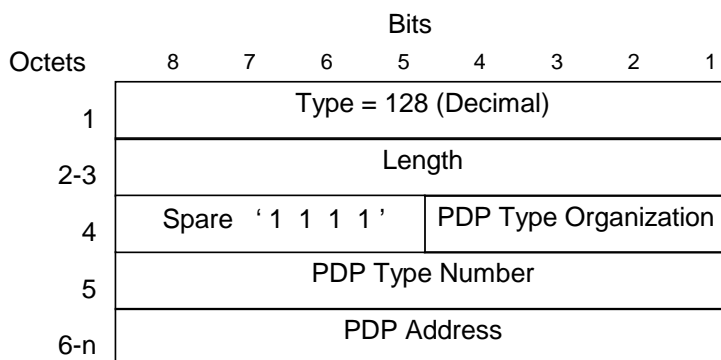 Bits
Octets 8 7 6 5 4 3 2 1
1 Type = 128 (Decimal)
2-3 Length
4 Spare ‘ 1 1 1 1 ’ PDP Type Organization
5 PDP Type Number
6-n PDP Address